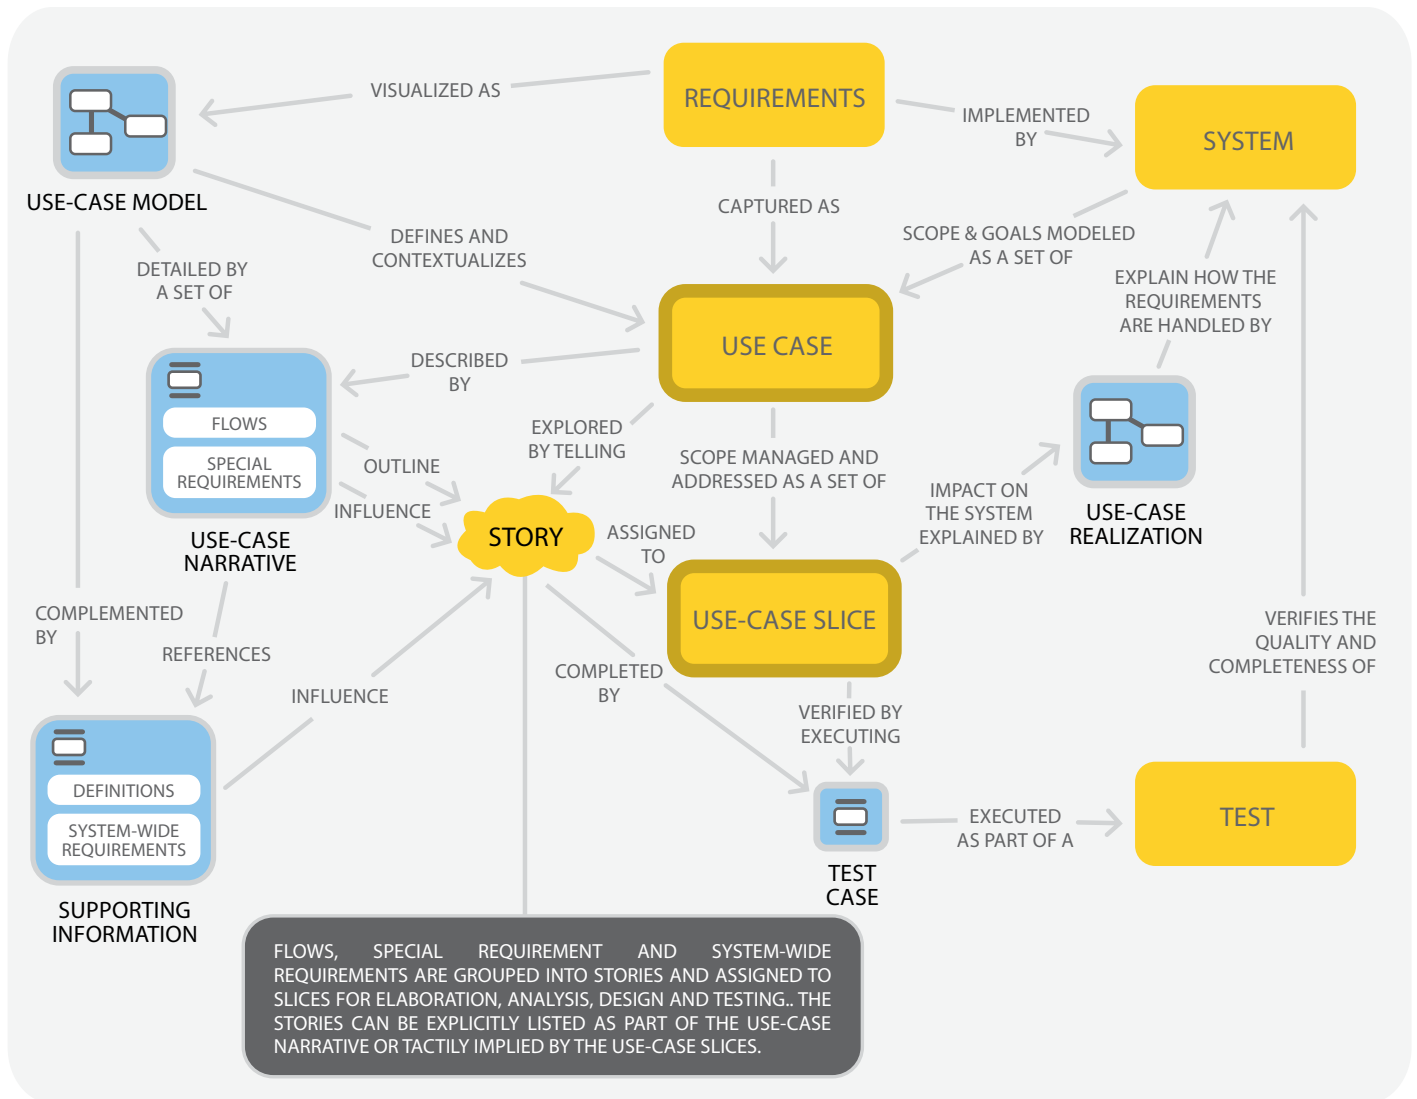 REQUIREMENTS
VISUALIZED AS
IMPLEMENTED
BY
SYSTEM
USE-CASE MODEL
CAPTURED AS
DEFINES AND
CONTEXTUALIZES
SCOPE & GOALS MODELED
AS A SET OF
DETAILED BY
A SET OF
EXPLAIN HOW THE
REQUIREMENTS
ARE HANDLED BY
USE CASE
DESCRIBED
BY
FLOWS
SPECIAL
REQUIREMENTS
USE-CASE
NARRATIVE
OUTLINE
INFLUENCE
EXPLORED
BY TELLING
SCOPE MANAGED AND
ADDRESSED AS A SET OF
IMPACT ON
THE SYSTEM
EXPLAINED BY
USE-CASE
REALIZATION
STORY
ASSIGNED
TO
USE-CASE SLICE
COMPLEMENTED
BY
REFERENCES
INFLUENCE
COMPLETED
BY
VERIFIED BY
EXECUTING
VERIFIES THE
QUALITY AND
COMPLETENESS OF
DEFINITIONS
SYSTEM-WIDE
REQUIREMENTS
SUPPORTING
INFORMATION
TEST
CASE
EXECUTED
AS PART OF A
TEST
FLOWS, SPECIAL REQUIREMENT AND SYSTEM-WIDE
REQUIREMENTS ARE GROUPED INTO STORIES AND ASSIGNED TO
SLICES FOR ELABORATION, ANALYSIS, DESIGN AND TESTING.. THE
STORIES CAN BE EXPLICITLY LISTED AS PART OF THE USE-CASE
NARRATIVE OR TACTILY IMPLIED BY THE USE-CASE SLICES.